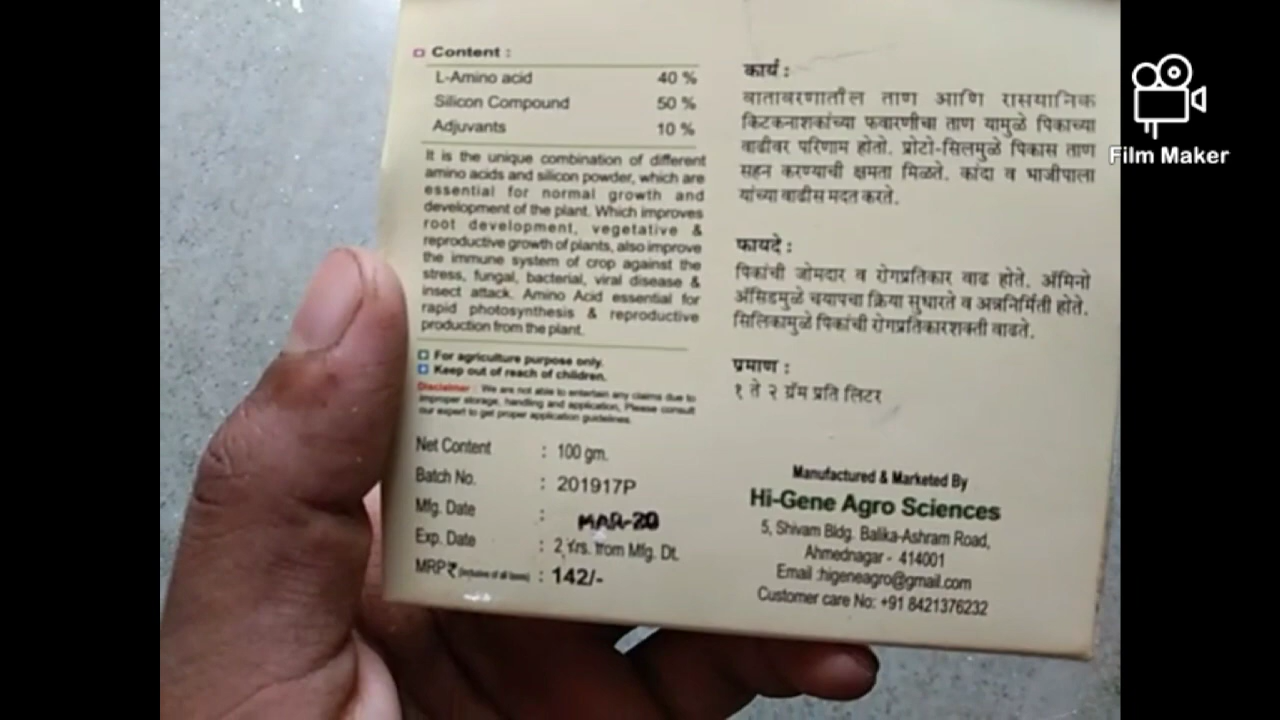 Content :
L-Amino acid 40 %
Silicon Compound 50 %
Adjuvants 10 %
It is the unique combination of different
amino acids and silicon powder, which are
essential for normal growth and
development of the plant. Which improves
root development, vegetative &
reproductive growth of plants, also improve
the immune system of crop against the
stress, fungal, bacterial, viral disease &
insect attack. Amino Acid essential for
rapid photosynthesis & reproductive
production from the plant.
For agriculture purpose only.
Keep out of reach of children.
Disclaimer : We are not able to entertain any claims due to
improper storage, handling and application, Please consult
our expert to get proper application guidelines.
Net Content : 100 gm.
Batch No. : 201917P
Mfg. Date : MAR-20
Exp. Date : 2 Yrs. from Mfg. Dt.
MRP₹ (inclusive of all taxes) : 142/-
कार्य :
वातावरणातील ताण आणि रासयानिक
किटकनाशकांच्या फवारणीचा ताण यामुळे पिकाच्या
वाढीवर परिणाम होतो. प्रोटो-सिलमुळे पिकास ताण
सहन करण्याची क्षमता मिळते. कांदा व भाजीपाला
यांच्या वाढीस मदत करते.
फायदे :
पिकांची जोमदार व रोगप्रतिकार वाढ होते. ॲमिनो
ॲसिडमुळे चयापचा क्रिया सुधारते व अन्ननिर्मिती होते.
सिलिकामुळे पिकांची रोगप्रतिकारशक्ती वाढते.
प्रमाण :
१ ते २ ग्रॅम प्रति लिटर
Manufactured & Marketed By
Hi-Gene Agro Sciences
5, Shivam Bldg. Balika-Ashram Road,
Ahmednagar - 414001
Email :higeneagro@gmail.com
Customer care No: +91 8421376232
Film Maker